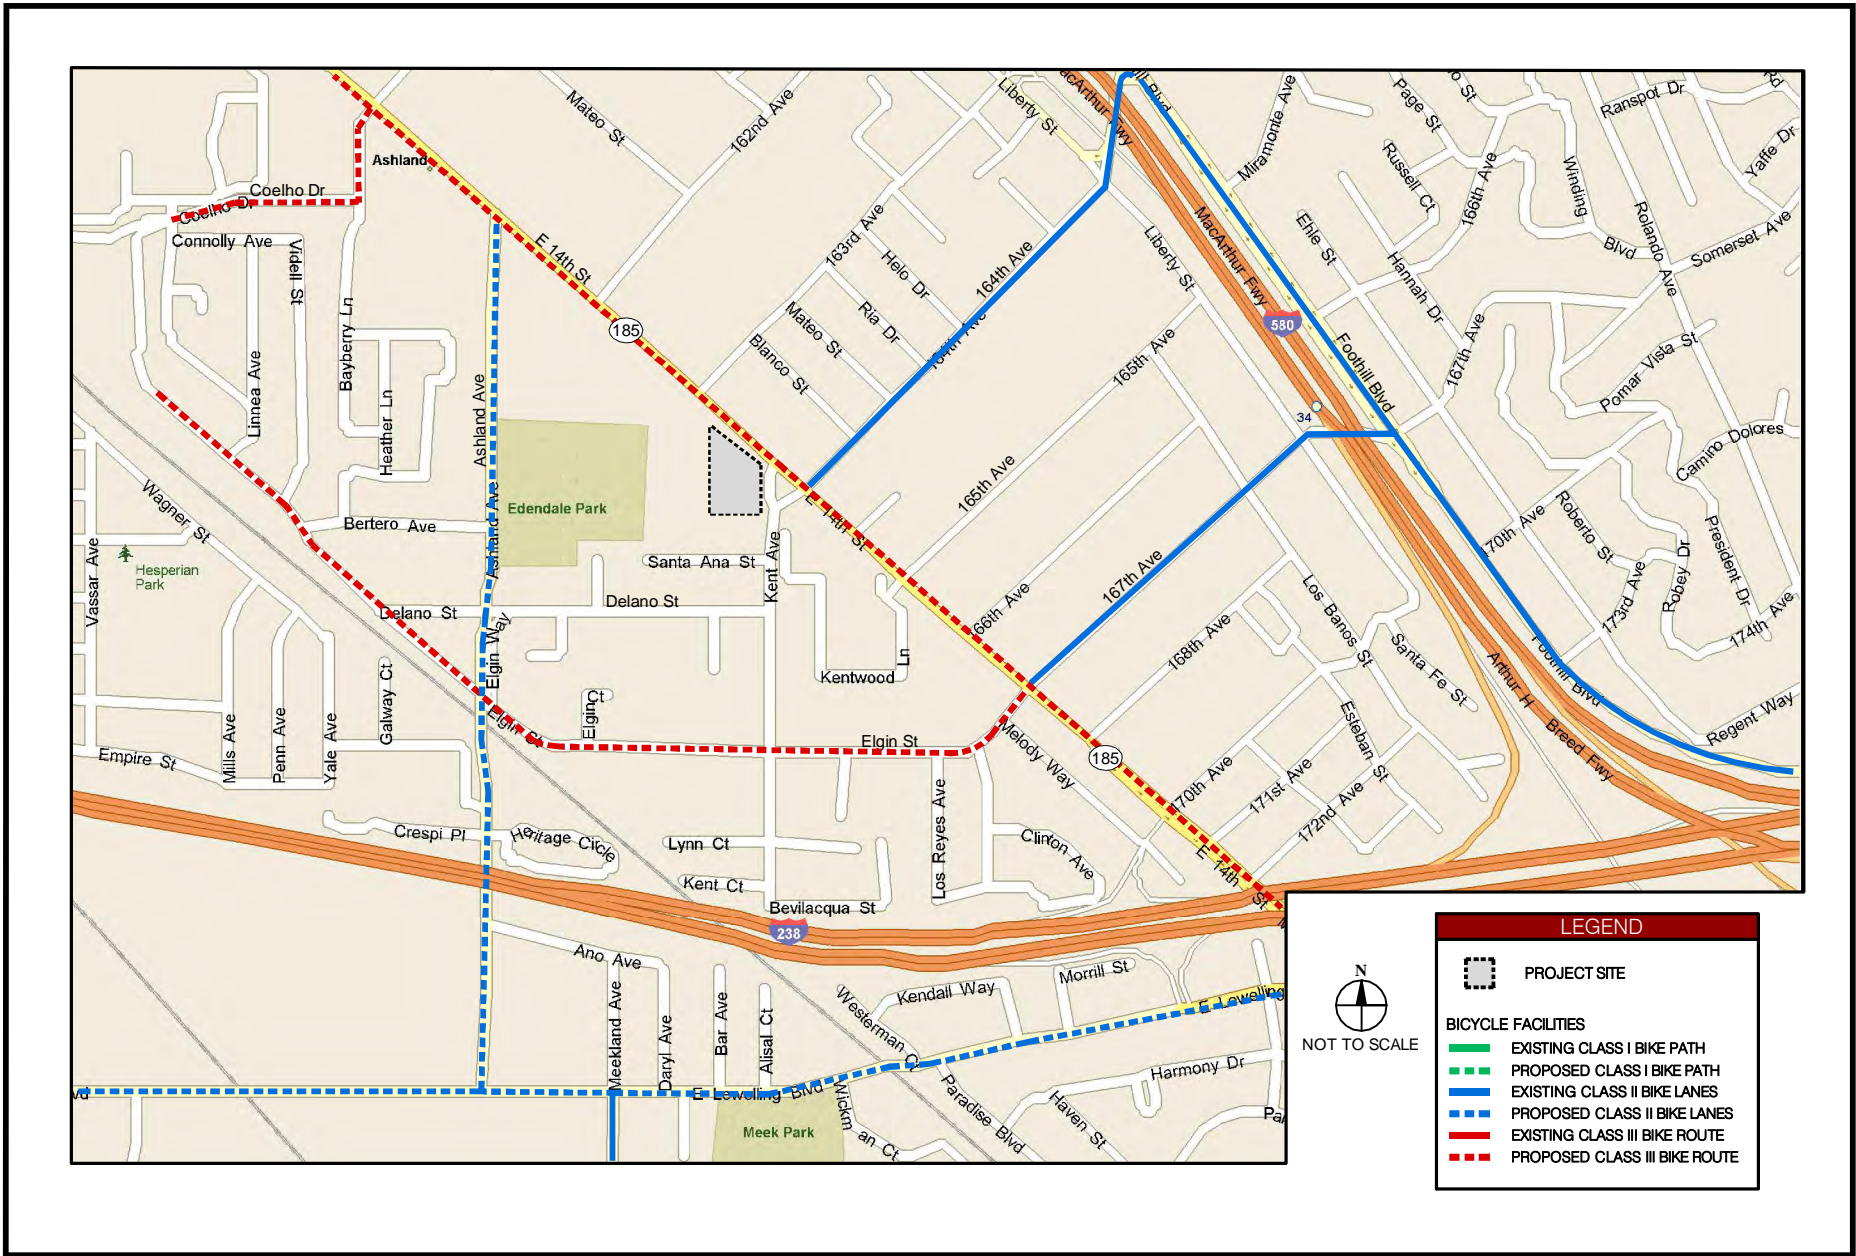 Mateo St
162nd Ave
Liberty St
MacArthur Fwy
Blvd
Miramonte Ave
Page St
Ranspot Dr
Rd
Yaffe Dr
Ashland
Russell Ct
166th Ave
Winding
Blvd
Rolando Ave
Somerset Ave
Coelho Dr
Coelho Dr
Connolly Ave
Videll St
E 14th St
185
163rd Ave
Helo Dr
164th Ave
Liberty St
MacArthur Fwy
Ehle St
Hannah Dr
580
Bayberry Ln
Mateo St
Ria Dr
164th Ave
Blanco St
165th Ave
Foothill Blvd
167th Ave
Pomar Vista St
Linnea Ave
Heather Ln
Ashland Ave
34
Camino Dolores
Wagner St
Bertero Ave
Ashland Ave
Edendale Park
E 14th St
165th Ave
170th Ave
Roberto St
Robey Dr
President Dr
Vassar Ave
Hesperian
Park
Santa Ana St
Kent Ave
Delano St
Delano St
Elgin Way
66th Ave
167th Ave
168th Ave
Los Banos St
Santa Fe St
173rd Ave
174th Ave
Foothill Blvd
Regent Way
Kentwood
Ln
Galway Ct
Elgin Ct
Elgin St
Elgin St
Melody Way
185
Esteban St
Arthur H Breed Fwy
Empire St
Mills Ave
Penn Ave
Yale Ave
170th Ave
171st Ave
172nd Ave
Crespi Pl
Heritage Circle
Lynn Ct
Kent Ct
Los Reyes Ave
Clinton Ave
E 14th St
Bevilacqua St
238
Ano Ave
Meekland Ave
Daryl Ave
Bar Ave
Alisal Ct
Westerman Ct
Kendall Way
Morrill St
E Lewelling
vd
E Lewelling Blvd
Wickman Ct
Paradise Blvd
Haven St
Harmony Dr
Meek Park
N
NOT TO SCALE
LEGEND
PROJECT SITE
BICYCLE FACILITIES
EXISTING CLASS I BIKE PATH
PROPOSED CLASS I BIKE PATH
EXISTING CLASS II BIKE LANES
PROPOSED CLASS II BIKE LANES
EXISTING CLASS III BIKE ROUTE
PROPOSED CLASS III BIKE ROUTE